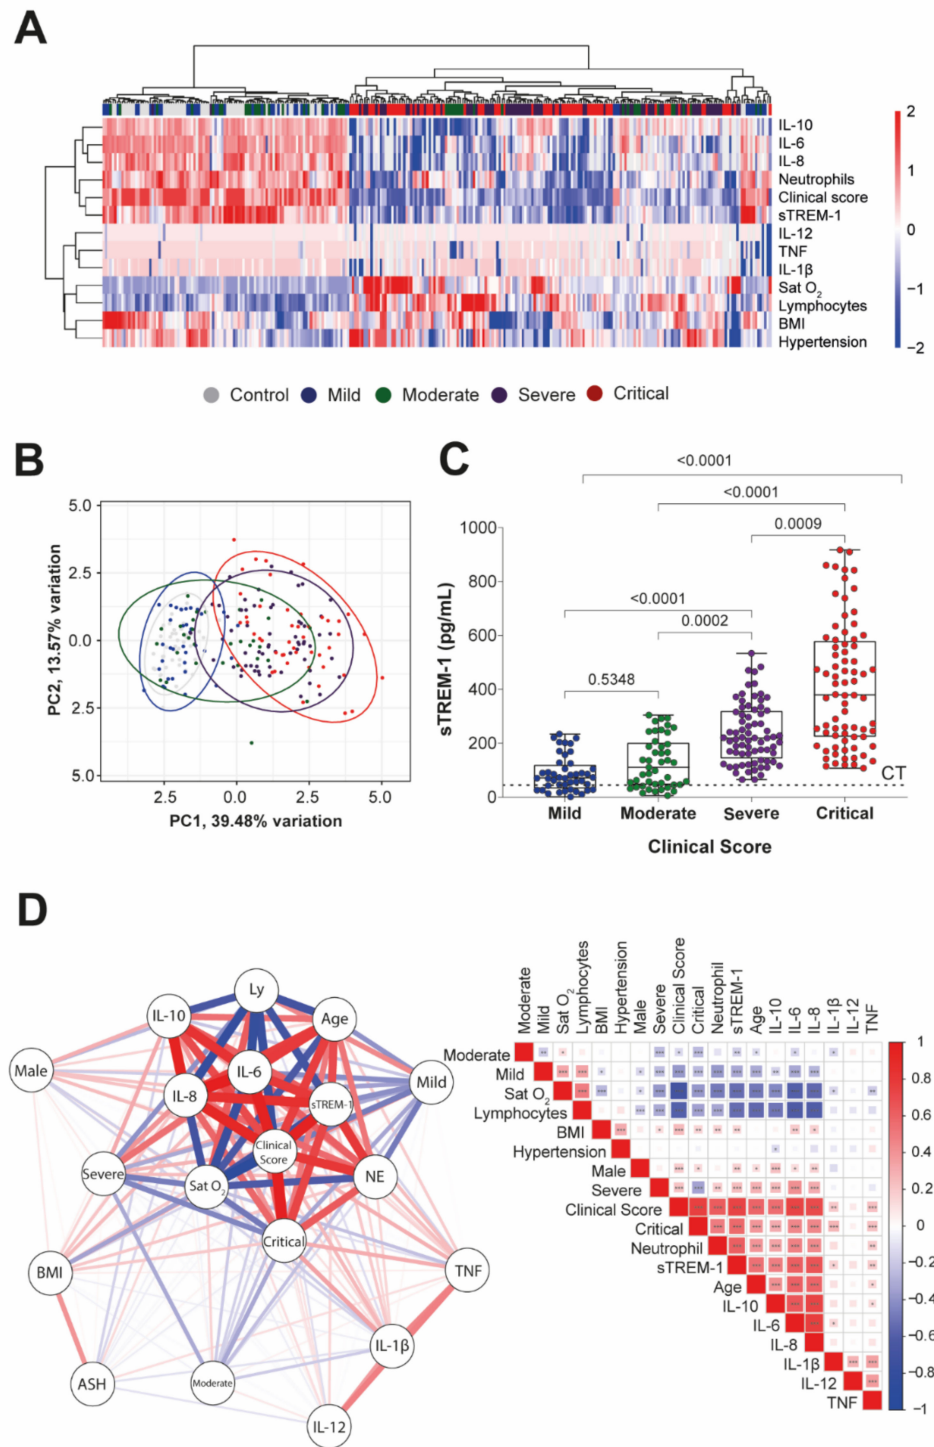 A
2
IL-10
IL-6
IL-8
1
Neutrophils
Clinical score
sTREM-1
0
IL-12
TNF
IL-1β
−1
Sat O2
Lymphocytes
BMI
−2
Hypertension
Control Mild Moderate Severe Critical
B
PC2, 13.57% variation
5.0
2.5
0.0
2.5
5.0
2.5 0.0 2.5 5.0
PC1, 39.48% variation
C
<0.0001
<0.0001
0.0009
<0.0001
0.0002
0.5348
sTREM-1 (pg/mL)
1000
800
600
400
200
0
CT
Mild Moderate Severe Critical
Clinical Score
D
Ly
IL-10
Age
Male
IL-6
Mild
IL-8
sTREM-1
Clinical
Score
Severe
Sat O2
NE
Critical
BMI
TNF
IL-1β
ASH
Moderate
IL-12
Moderate
Mild
Sat O2
Lymphocytes
BMI
Hypertension
Male
Severe
Clinical Score
Critical
Neutrophil
sTREM-1
Age
IL-10
IL-6
IL-8
IL-1β
IL-12
TNF
Moderate
Mild
Sat O2
Lymphocytes
BMI
Hypertension
Male
Severe
Clinical Score
Critical
Neutrophil
sTREM-1
Age
IL-10
IL-6
IL-8
IL-1β
IL-12
TNF
1
0.8
0.6
0.4
0.2
0
−0.2
−0.4
−0.6
−0.8
−1